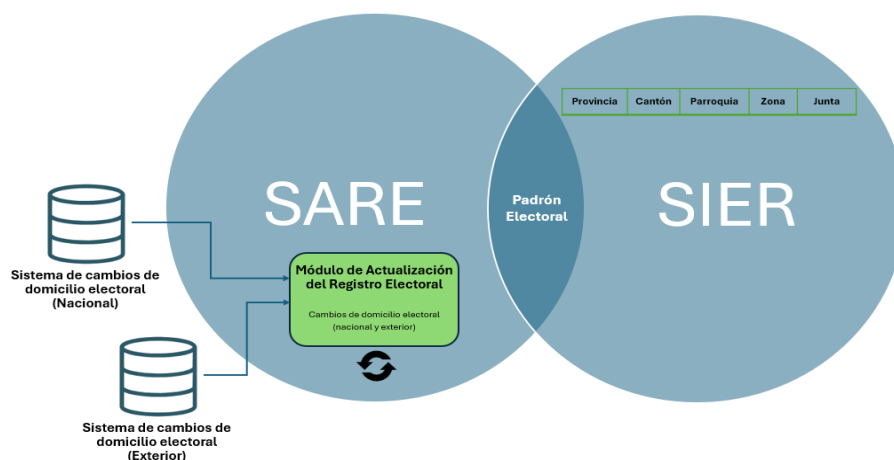 Provincia Cantón Parroquia Zona Junta
SARE
Padrón
Electoral
SIER
Sistema de cambios de
domicilio electoral
(Nacional)
Módulo de Actualización
del Registro Electoral
Cambios de domicilio electoral
(nacional y exterior)
Sistema de cambios de
domicilio electoral
(Exterior)